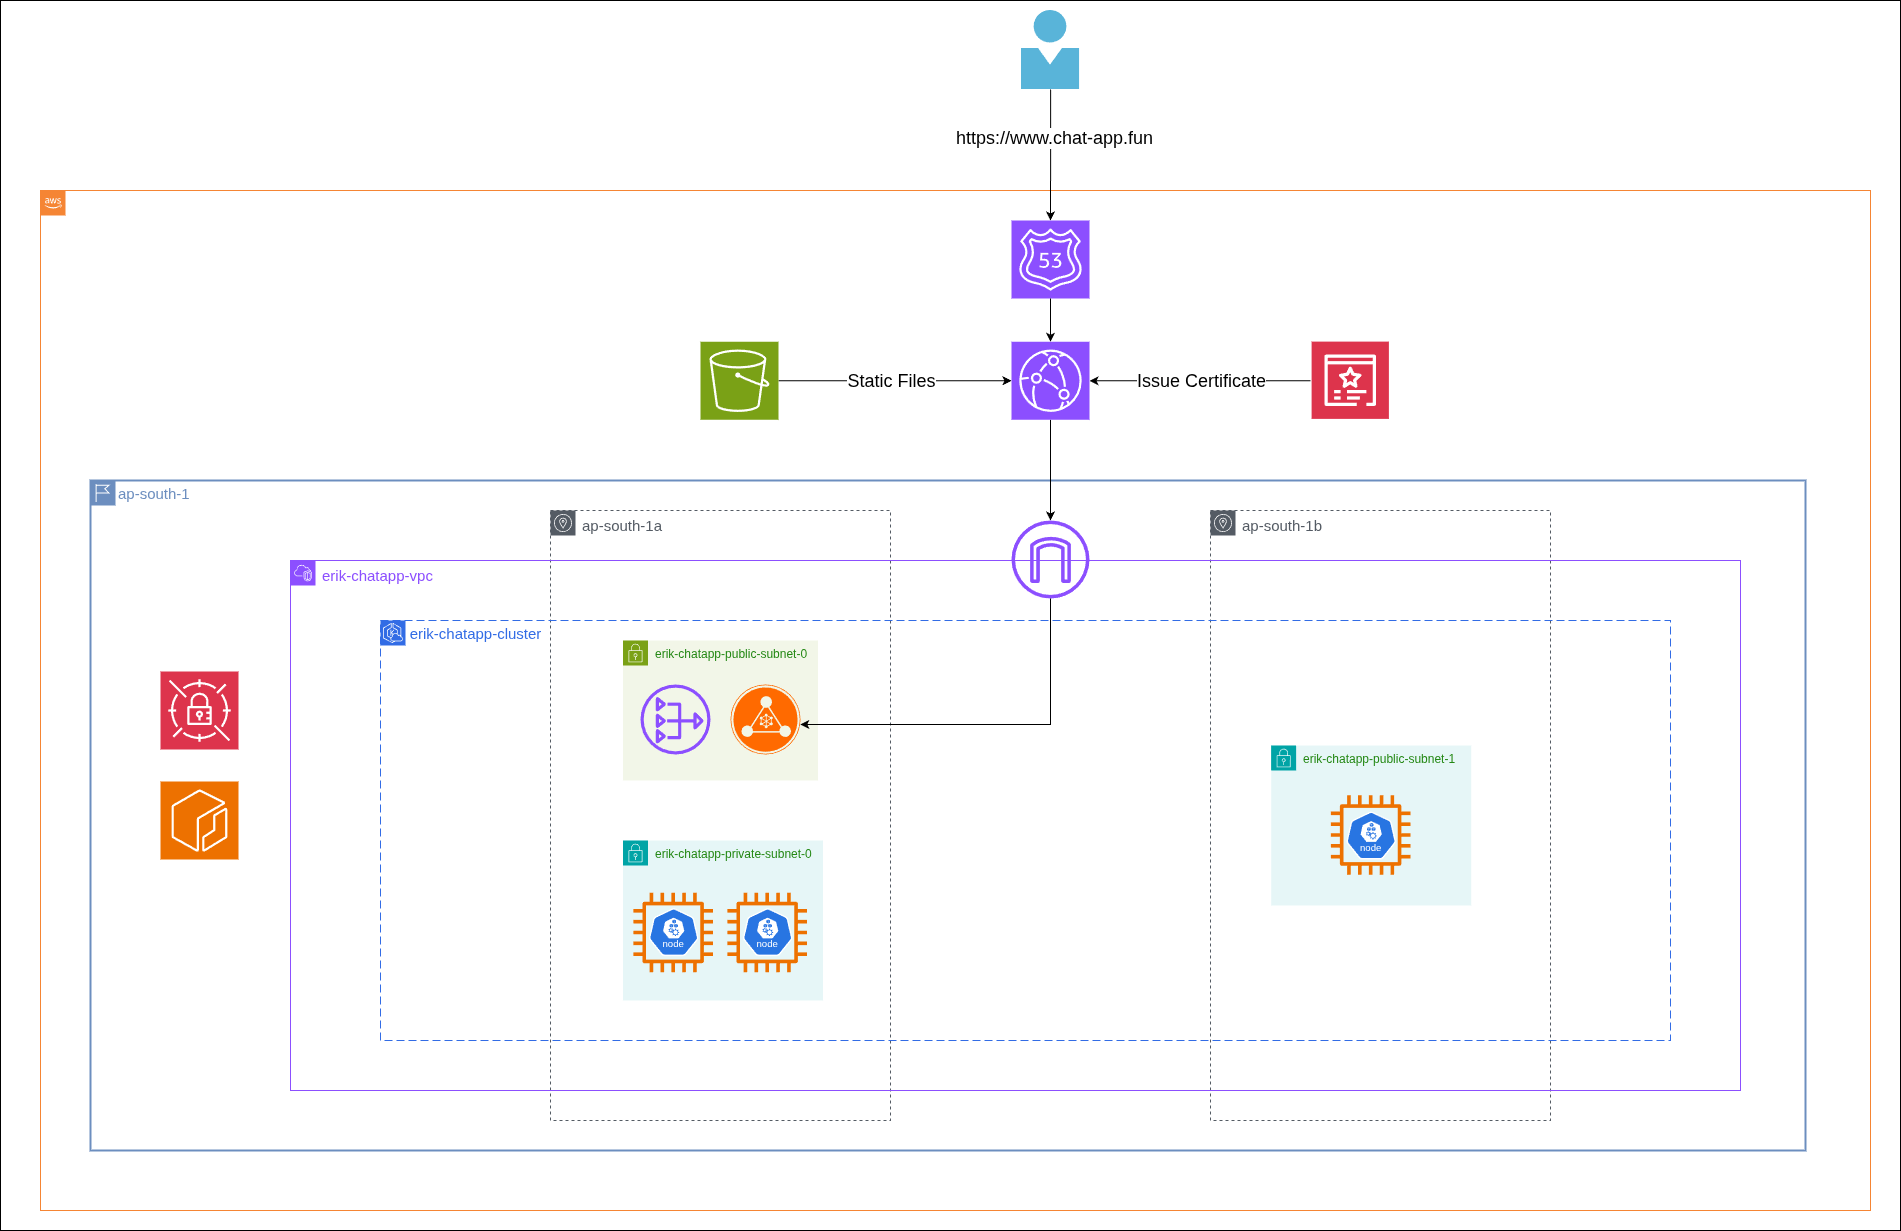 https://www.chat-app.fun
aws
53
Static Files
Issue Certificate
ap-south-1
ap-south-1a
ap-south-1b
erik-chatapp-vpc
erik-chatapp-cluster
erik-chatapp-public-subnet-0
erik-chatapp-public-subnet-1
node
erik-chatapp-private-subnet-0
node
node